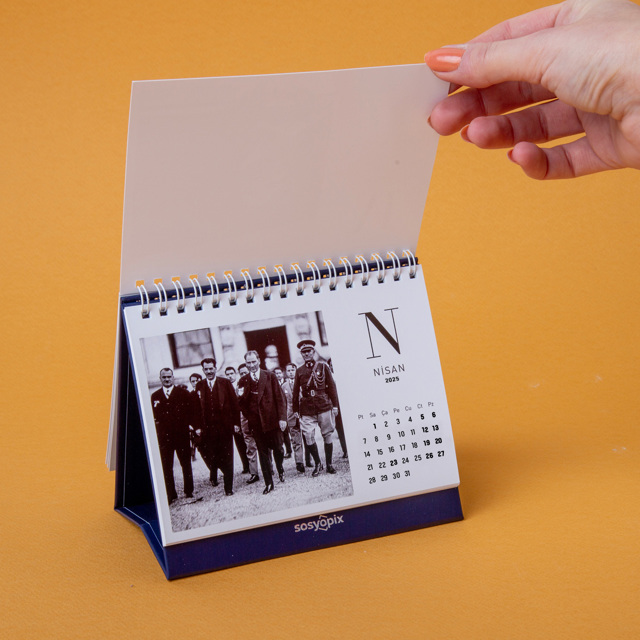 N
NİSAN
2025
Pt Sa Ça Pe Cu Ct Pz
1 2 3 4 5 6
7 8 9 10 11 12 13
14 15 16 17 18 19 20
21 22 23 24 25 26 27
28 29 30 31
sosyopix